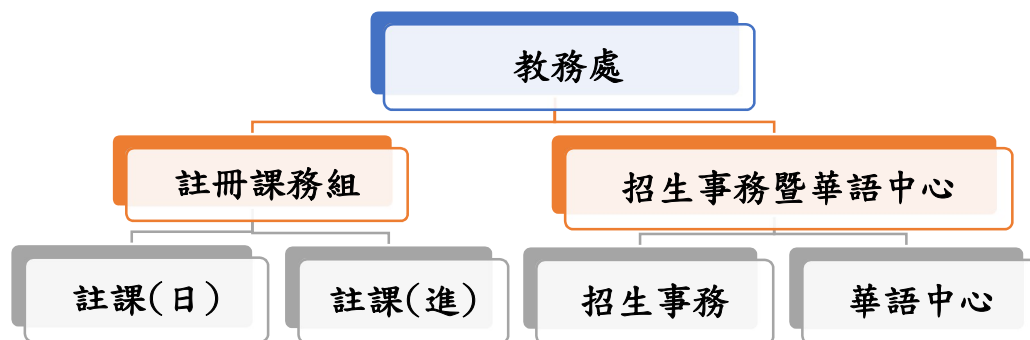 教務處
註冊課務組
招生事務暨華語中心
註課(日)
註課(進)
招生事務
華語中心